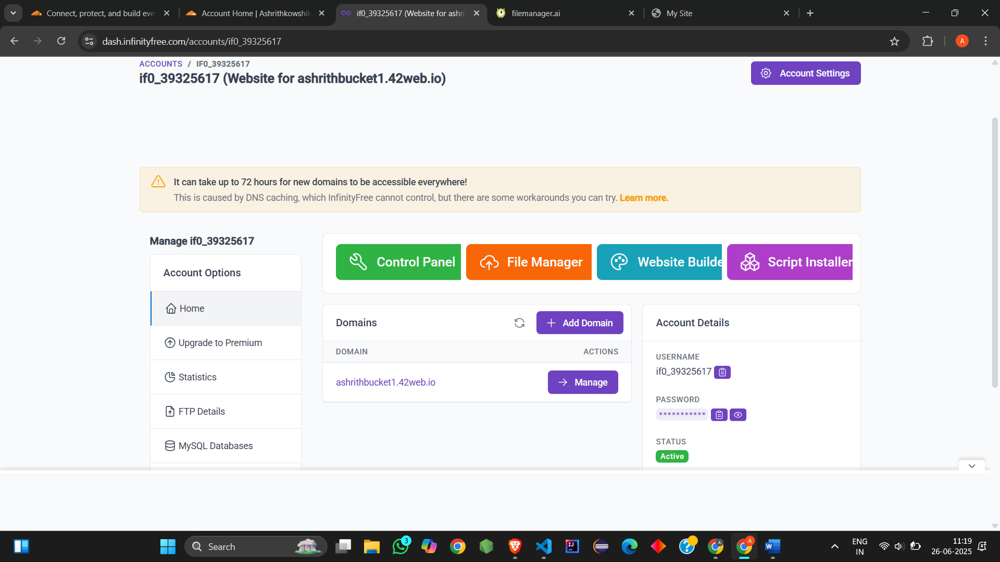 Connect, protect, and build eve
Account Home | Ashrithkowshik
if0_39325617 (Website for ashri
filemanager.ai
My Site
dash.infinityfree.com/accounts/if0_39325617
A
ACCOUNTS / IF0_39325617
if0_39325617 (Website for ashrithbucket1.42web.io)
Account Settings
It can take up to 72 hours for new domains to be accessible everywhere!
This is caused by DNS caching, which InfinityFree cannot control, but there are some workarounds you can try. Learn more.
Manage if0_39325617
Account Options
Home
Upgrade to Premium
Statistics
FTP Details
MySQL Databases
Control Panel
File Manager
Website Builde
Script Installer
Domains
Add Domain
DOMAIN
ACTIONS
ashrithbucket1.42web.io
Manage
Account Details
USERNAME
if0_39325617
PASSWORD
***********
STATUS
Active
Search
3
IJ
A
A
W
ENG
IN
11:19
26-06-2025